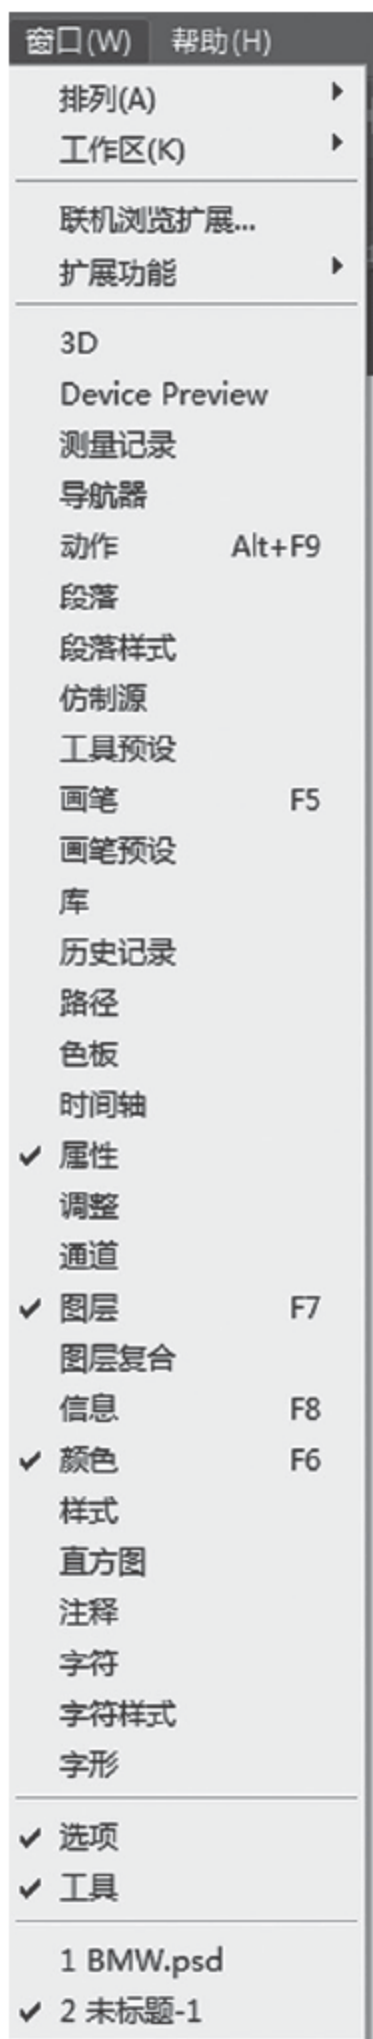 窗口(W) 帮助(H)
排列(A)
工作区(K)
联机浏览扩展...
扩展功能
3D
Device Preview
测量记录
导航器
动作 Alt+F9
段落
段落样式
仿制源
工具预设
画笔 F5
画笔预设
库
历史记录
路径
色板
时间轴
属性
调整
通道
图层 F7
图层复合
信息 F8
颜色 F6
样式
直方图
注释
字符
字符样式
字形
选项
工具
1 BMW.psd
2 未标题-1